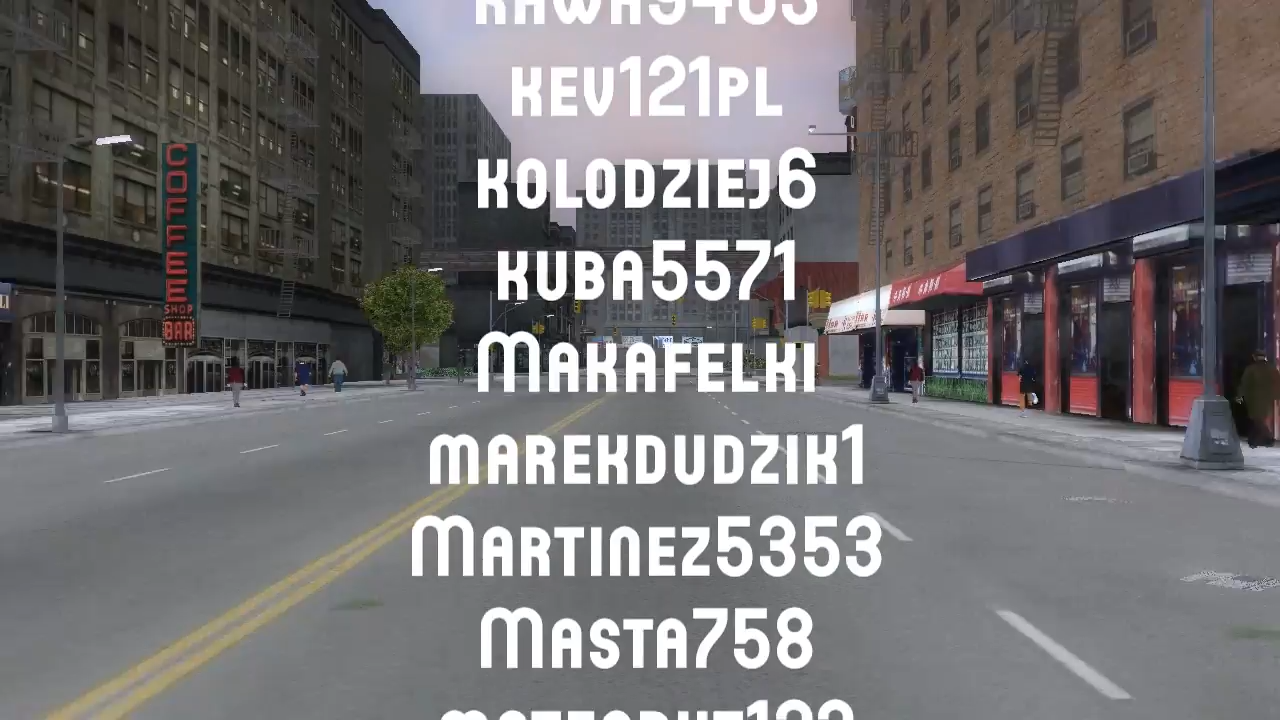 kev121pl
kolodziej6
kuba5571
Makafelki
marekdudzik1
Martinez5353
Masta758
COFFEE
SHOP
BAR